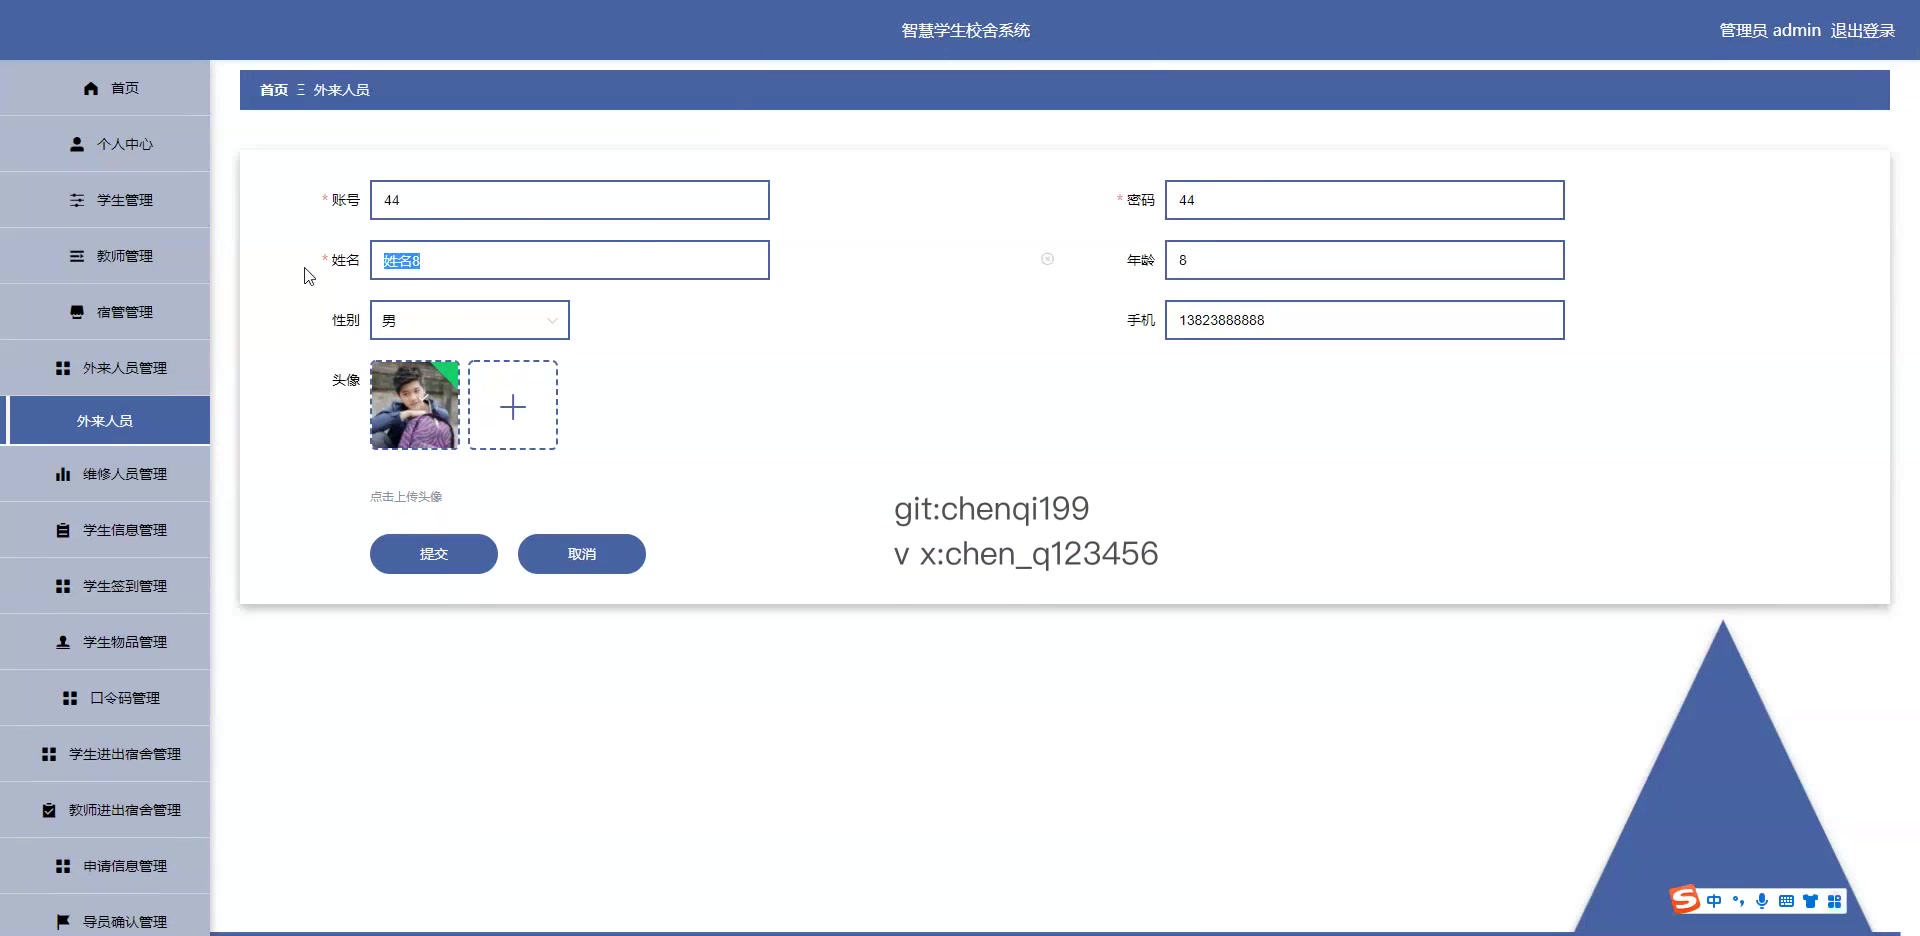 智慧学生校舍系统
管理员 admin 退出登录
首页
个人中心
学生管理
教师管理
宿管管理
外来人员管理
外来人员
维修人员管理
学生信息管理
学生签到管理
学生物品管理
口令码管理
学生进出宿舍管理
教师进出宿舍管理
申请信息管理
导员确认管理
首页 Ξ 外来人员
* 账号 44
* 密码 44
* 姓名 姓名8
年龄 8
性别 男
手机 13823888888
头像
点击上传头像
提交 取消
git:chenqi199
v x:chen_q123456
S 中